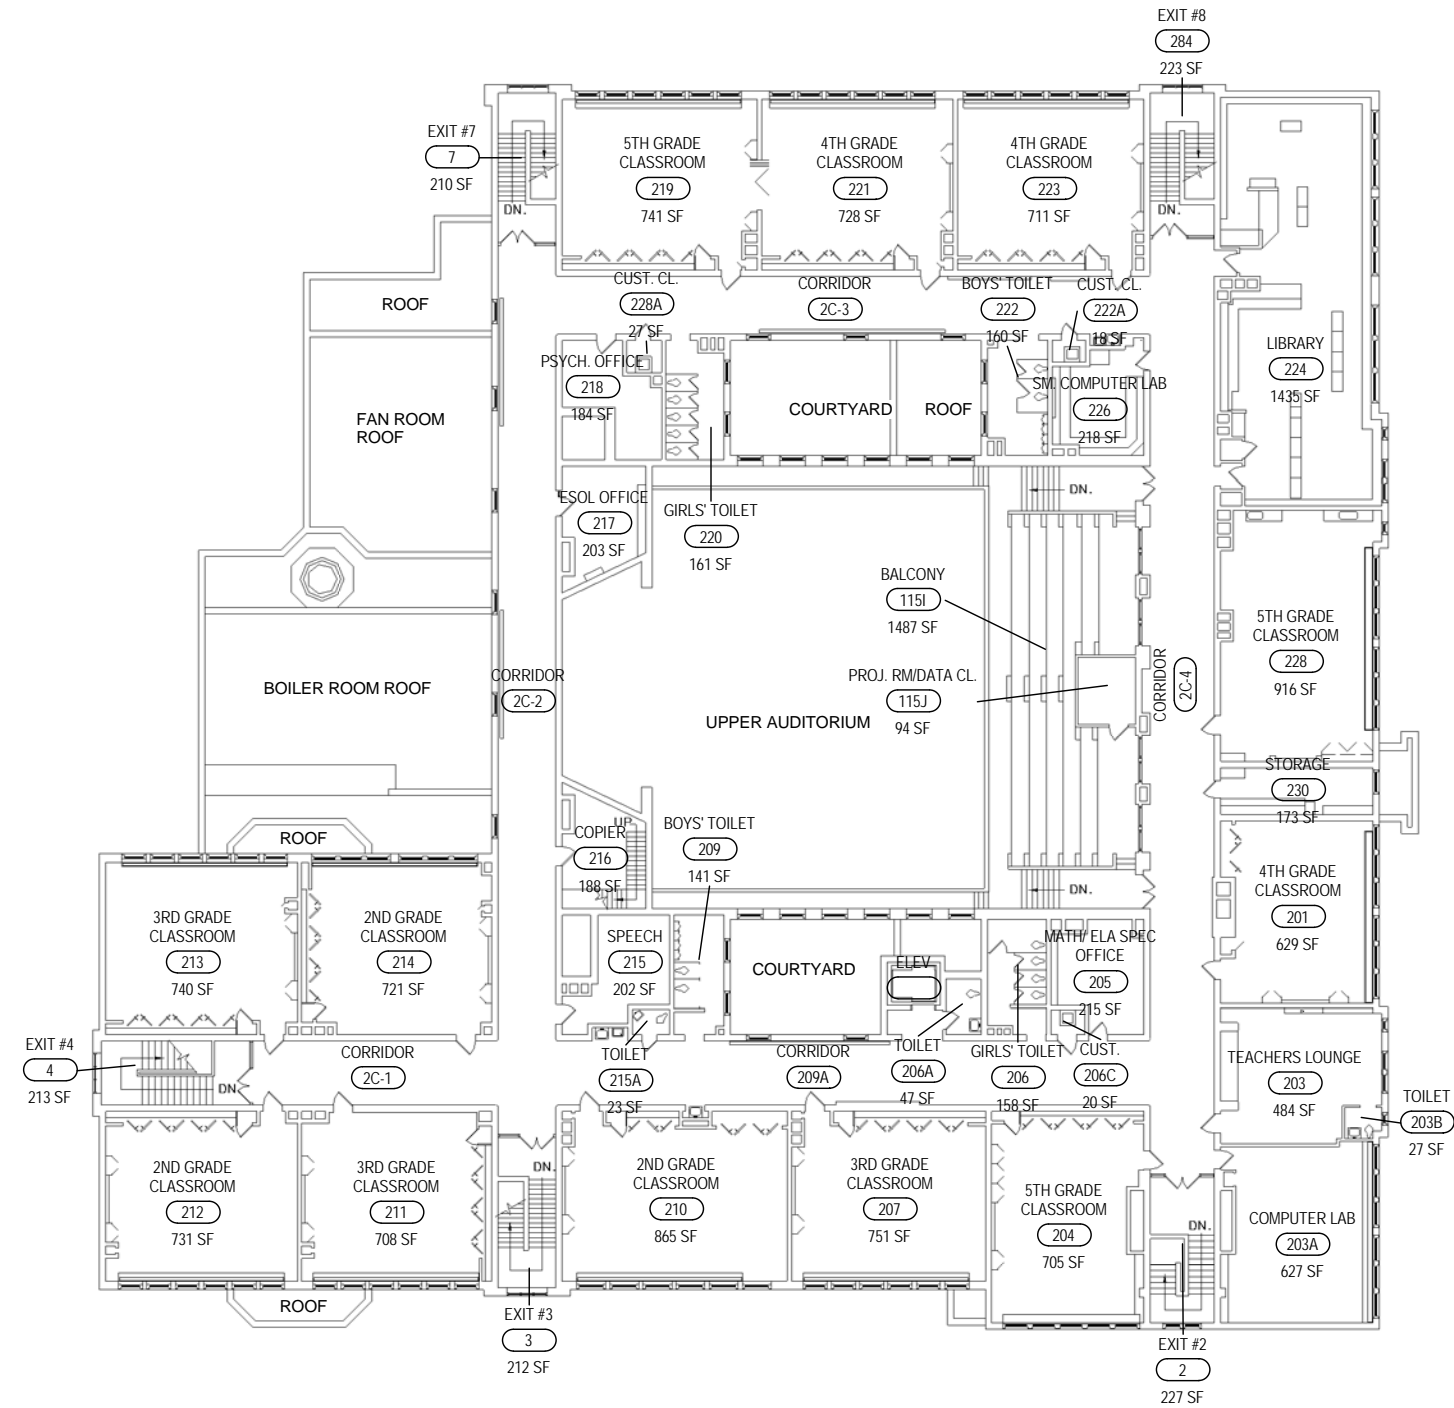 EXIT #8
284
223 SF
EXIT #7
7
210 SF
DN.
5TH GRADE
CLASSROOM
219
741 SF
4TH GRADE
CLASSROOM
221
728 SF
4TH GRADE
CLASSROOM
223
711 SF
DN.
ROOF
CUST. CL.
228A
27 SF
CORRIDOR
2C-3
BOYS' TOILET
222
160 SF
CUST. CL.
222A
18 SF
LIBRARY
224
1435 SF
PSYCH. OFFICE
218
184 SF
COURTYARD
ROOF
SM. COMPUTER LAB
226
218 SF
FAN ROOM
ROOF
ESOL OFFICE
217
203 SF
GIRLS' TOILET
220
161 SF
DN.
BALCONY
115I
1487 SF
5TH GRADE
CLASSROOM
228
916 SF
BOILER ROOM ROOF
CORRIDOR
2C-2
UPPER AUDITORIUM
PROJ. RM/DATA CL.
115J
94 SF
CORRIDOR
2C-4
STORAGE
230
173 SF
ROOF
UP
COPIER
216
188 SF
BOYS' TOILET
209
141 SF
DN.
4TH GRADE
CLASSROOM
201
629 SF
3RD GRADE
CLASSROOM
213
740 SF
2ND GRADE
CLASSROOM
214
721 SF
SPEECH
215
202 SF
COURTYARD
ELEV
MATH/ ELA SPEC
OFFICE
205
215 SF
EXIT #4
4
213 SF
DN
CORRIDOR
2C-1
TOILET
215A
23 SF
CORRIDOR
209A
TOILET
206A
47 SF
GIRLS' TOILET
206
158 SF
CUST.
206C
20 SF
TEACHERS LOUNGE
203
484 SF
TOILET
203B
27 SF
2ND GRADE
CLASSROOM
212
731 SF
3RD GRADE
CLASSROOM
211
708 SF
DN.
2ND GRADE
CLASSROOM
210
865 SF
3RD GRADE
CLASSROOM
207
751 SF
5TH GRADE
CLASSROOM
204
705 SF
DN.
COMPUTER LAB
203A
627 SF
ROOF
EXIT #3
3
212 SF
EXIT #2
2
227 SF